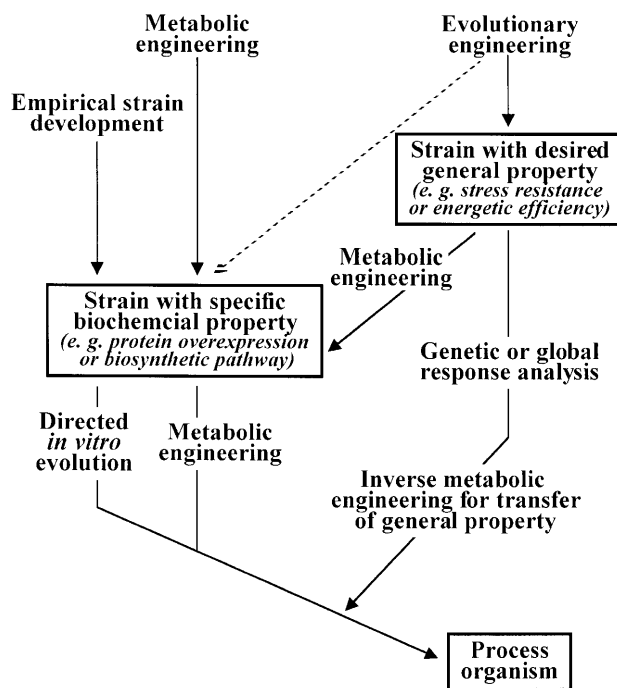 Metabolic
engineering
Evolutionary
engineering
Empirical strain
development
Strain with desired
general property
(e. g. stress resistance
or energetic efficiency)
Metabolic
engineering
Strain with specific
biochemcial property
(e. g. protein overexpression
or biosynthetic pathway)
Genetic or global
response analysis
Directed
in vitro
evolution
Metabolic
engineering
Inverse metabolic
engineering for transfer
of general property
Process
organism